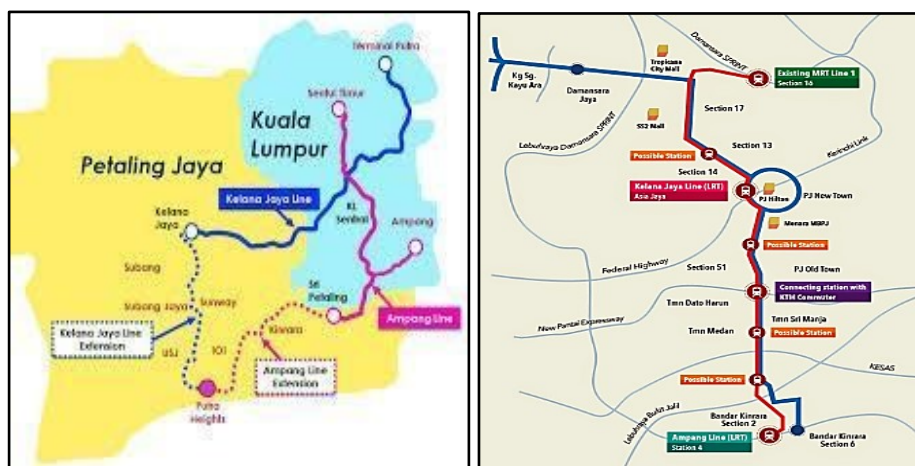 Terminal Putra
Sentul Timur
Kuala
Lumpur
Petaling Jaya
Kelana Jaya Line
KL
Sentral
Kelana
Jaya
Ampang
Subang
Sri
Petaling
Subang Jaya
Sunway
Kinrara
Ampang
Line
Kelana Jaya Line
Extension
USJ
IOI
Ampang Line
Extension
Putra
Heights
Damansara SPRINT
Tropicana
City Mall
Existing MRT Line 1
Section 16
Kg Sg.
Kayu Ara
Damansara
Jaya
Section 17
SS2 Mall
Lebuhraya Damansara SPRINT
Section 13
Possible Station
Kerinchi Link
Section 14
Kelana Jaya Line (LRT)
Asia Jaya
PJ Hilton
PJ New Town
Menara MBPJ
Possible Station
Federal Highway
Section 51
PJ Old Town
Connecting station with
KTM Commuter
Tmn Dato Harun
New Pantai Expressway
Tmn Sri Manja
Tmn Medan
Possible Station
KESAS
Possible Station
Lebuhraya Bukit Jalil
Bandar Kinrara
Section 2
Ampang Line (LRT)
Station 4
Bandar Kinrara
Section 6